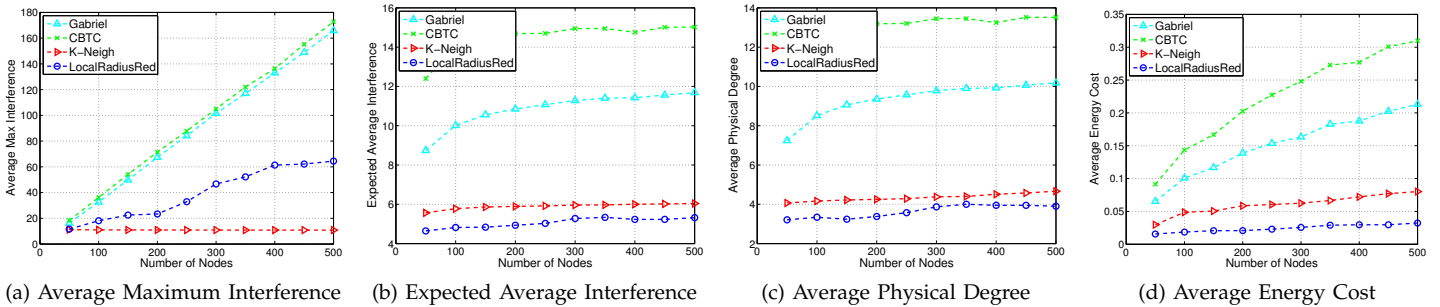 180
160
140
120
100
80
60
40
20
0
0
100
200
300
400
500
Average Max Interference
Number of Nodes
Gabriel
CBTC
K−Neigh
LocalRadiusRed
(a) Average Maximum Interference
16
14
12
10
8
6
4
0
100
200
300
400
500
Expected Average Interference
Number of Nodes
Gabriel
CBTC
K−Neigh
LocalRadiusRed
(b) Expected Average Interference
14
12
10
8
6
4
2
0
100
200
300
400
500
Average Physical Degree
Number of Nodes
Gabriel
CBTC
K−Neigh
LocalRadiusRed
(c) Average Physical Degree
0.35
0.3
0.25
0.2
0.15
0.1
0.05
0
0
100
200
300
400
500
Average Energy Cost
Number of Nodes
Gabriel
CBTC
K−Neigh
LocalRadiusRed
(d) Average Energy Cost